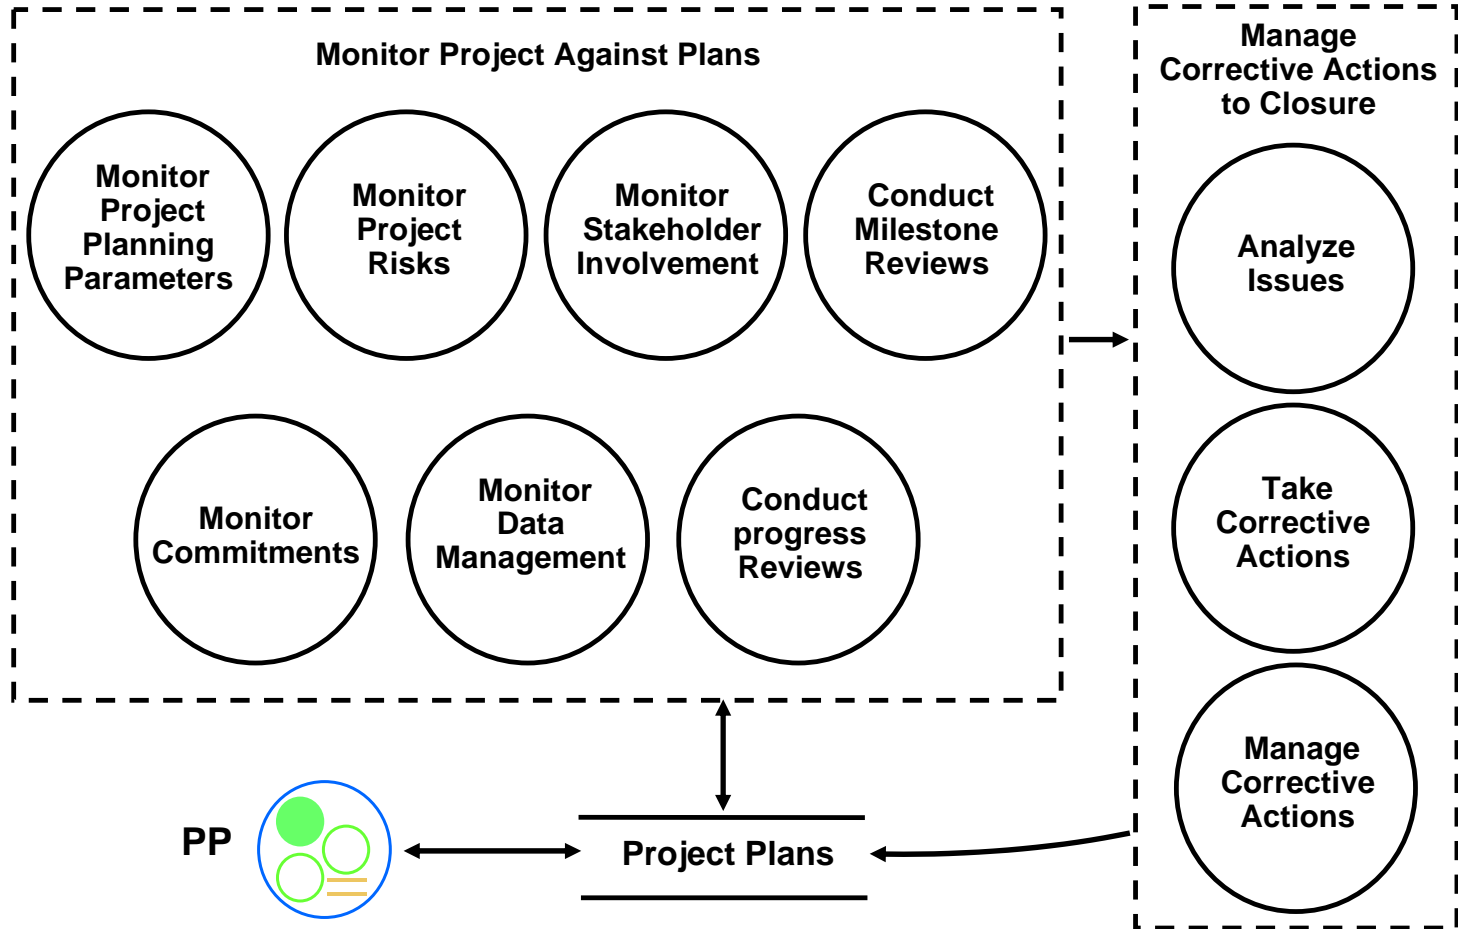 Monitor Project Against Plans
Monitor
Project
Planning
Parameters
Monitor
Project
Risks
Monitor
Stakeholder
Involvement
Conduct
Milestone
Reviews
Monitor
Commitments
Monitor
Data
Management
Conduct
progress
Reviews
Manage
Corrective Actions
to Closure
Analyze
Issues
Take
Corrective
Actions
Manage
Corrective
Actions
PP
Project Plans